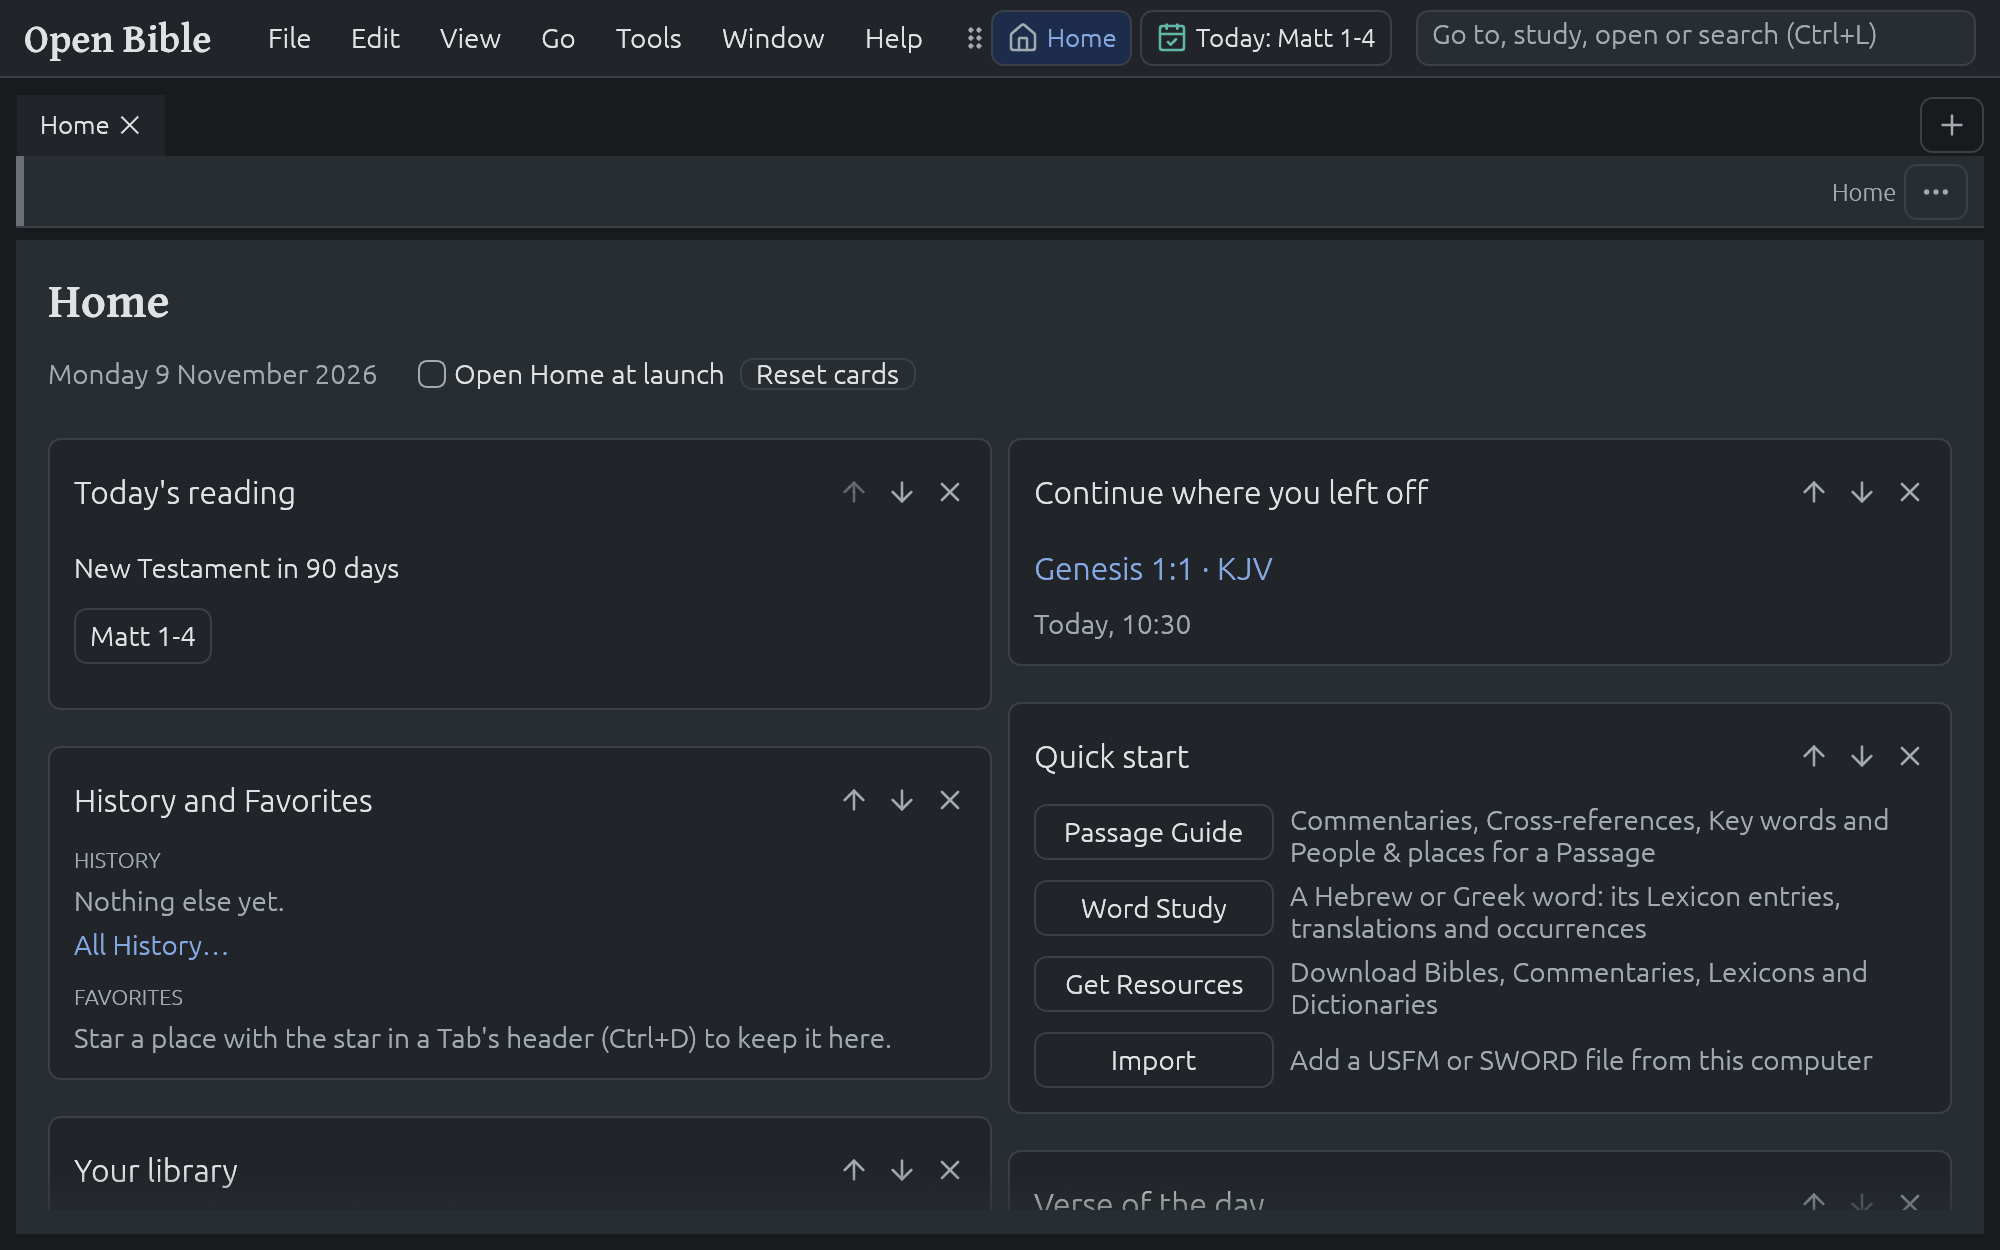 Open Bible File Edit View Go Tools Window Help Home Today: Matt 1-4 Go to, study, open or search (Ctrl+L)
Home
Home
Home
Monday 9 November 2026 Open Home at launch Reset cards
Today's reading
New Testament in 90 days
Matt 1-4
History and Favorites
HISTORY
Nothing else yet.
All History…
FAVORITES
Star a place with the star in a Tab's header (Ctrl+D) to keep it here.
Your library
Continue where you left off
Genesis 1:1 · KJV
Today, 10:30
Quick start
Passage Guide
Commentaries, Cross-references, Key words and
People & places for a Passage
Word Study
A Hebrew or Greek word: its Lexicon entries,
translations and occurrences
Get Resources
Download Bibles, Commentaries, Lexicons and
Dictionaries
Import
Add a USFM or SWORD file from this computer
Verse of the day